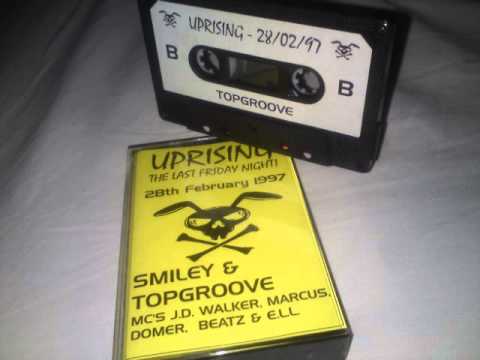 UPRISING - 28/02/97
B B
TOPGROOVE
UPRISING
THE LAST FRIDAY NIGHT!
28th February 1997
SMILEY &
TOPGROOVE
MC'S J.D. WALKER, MARCUS,
DOMER, BEATZ & E.L.L